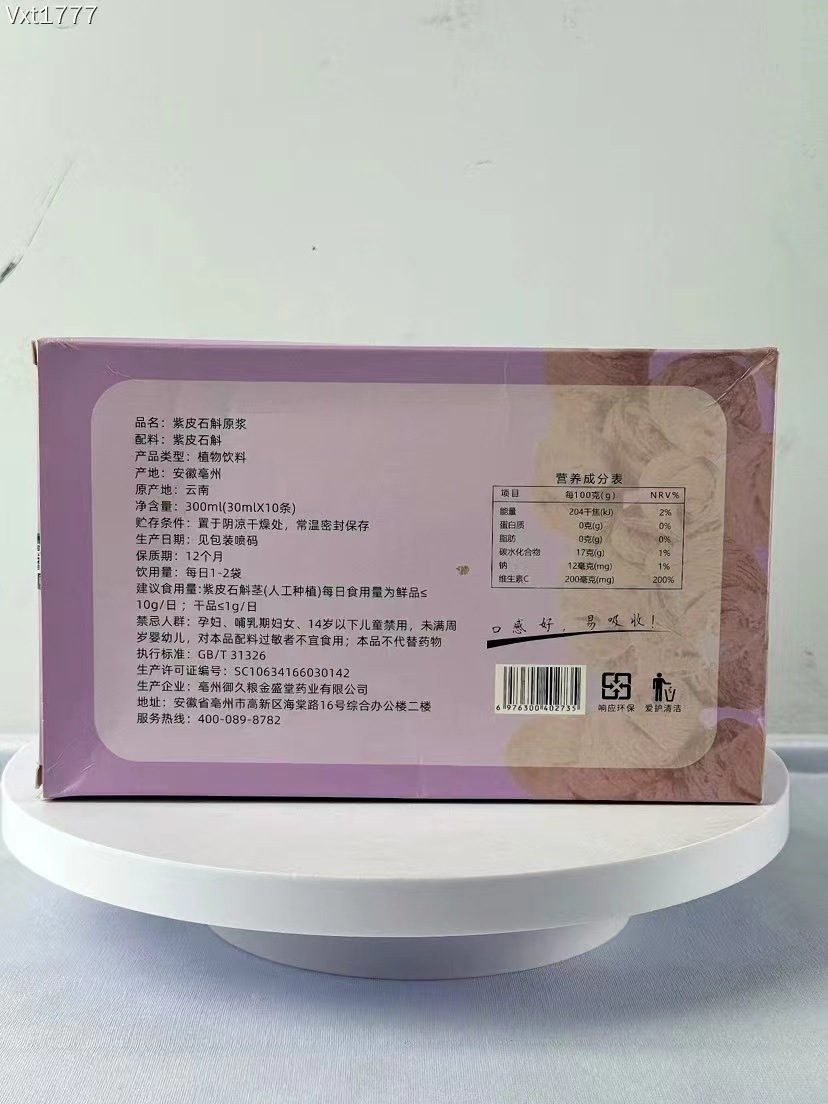 Vxt1777
品名：紫皮石斛原浆
配料：紫皮石斛
产品类型：植物饮料
产地：安徽亳州
原产地：云南
净含量：300ml(30mlX10条)
贮存条件：置于阴凉干燥处，常温密封保存
生产日期：见包装喷码
保质期：12个月
饮用量：每日1-2袋
建议食用量:紫皮石斛茎(人工种植)每日食用量为鲜品≤
10g/日；干品≤1g/日
禁忌人群：孕妇、哺乳期妇女、14岁以下儿童禁用，未满周
岁婴幼儿，对本品配料过敏者不宜食用；本品不代替药物
执行标准：GB/T 31326
生产许可证编号：SC10634166030142
生产企业：亳州御久粮金盛堂药业有限公司
地址：安徽省亳州市高新区海棠路16号综合办公楼二楼
服务热线：400-089-8782
营养成分表
项目 每100克(g) NRV%
能量 204千焦(kJ) 2%
蛋白质 0克(g) 0%
脂肪 0克(g) 0%
碳水化合物 17克(g) 1%
钠 12毫克(mg) 1%
维生素C 200毫克(mg) 200%
口感好，易吸收！
6 976300 402735
响应环保 爱护清洁